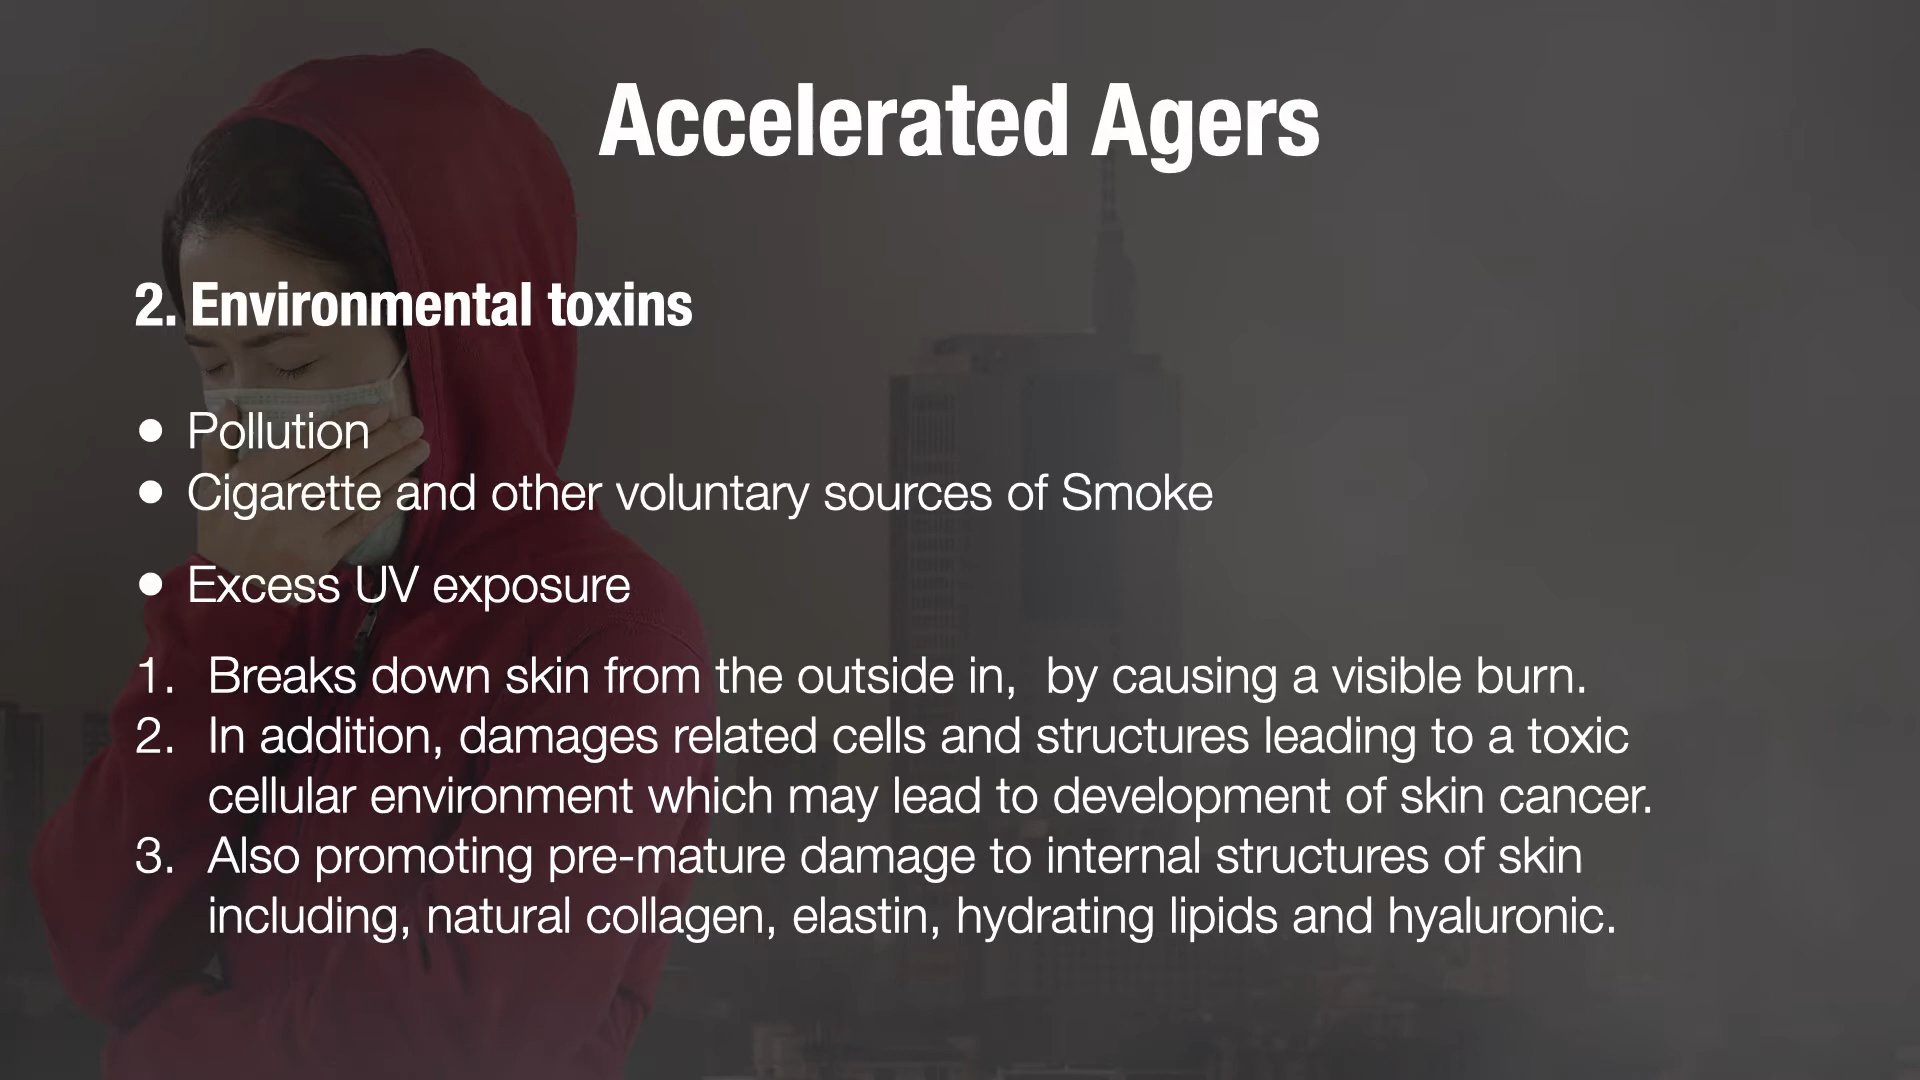 Accelerated Agers
2. Environmental toxins
• Pollution
• Cigarette and other voluntary sources of Smoke
• Excess UV exposure
1. Breaks down skin from the outside in,  by causing a visible burn.
2. In addition, damages related cells and structures leading to a toxic
cellular environment which may lead to development of skin cancer.
3. Also promoting pre-mature damage to internal structures of skin
including, natural collagen, elastin, hydrating lipids and hyaluronic.